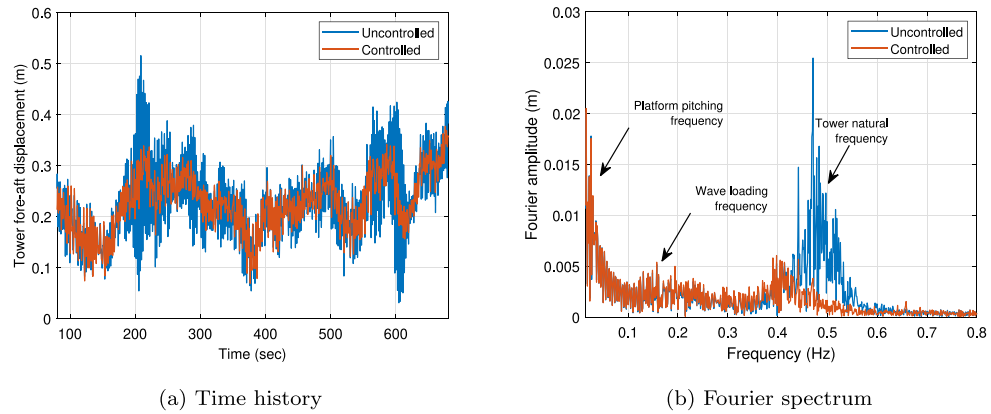 0.6
0.5
0.4
0.3
0.2
0.1
0
100
200
300
400
500
600
Tower fore-aft displacement (m)
Time (sec)
Uncontrolled
Controlled
(a) Time history
0.03
0.025
0.02
0.015
0.01
0.005
0
0.1
0.2
0.3
0.4
0.5
0.6
0.7
0.8
Fourier amplitude (m)
Frequency (Hz)
Uncontrolled
Controlled
Platform pitching
frequency
Wave loading
frequency
Tower natural
frequency
(b) Fourier spectrum